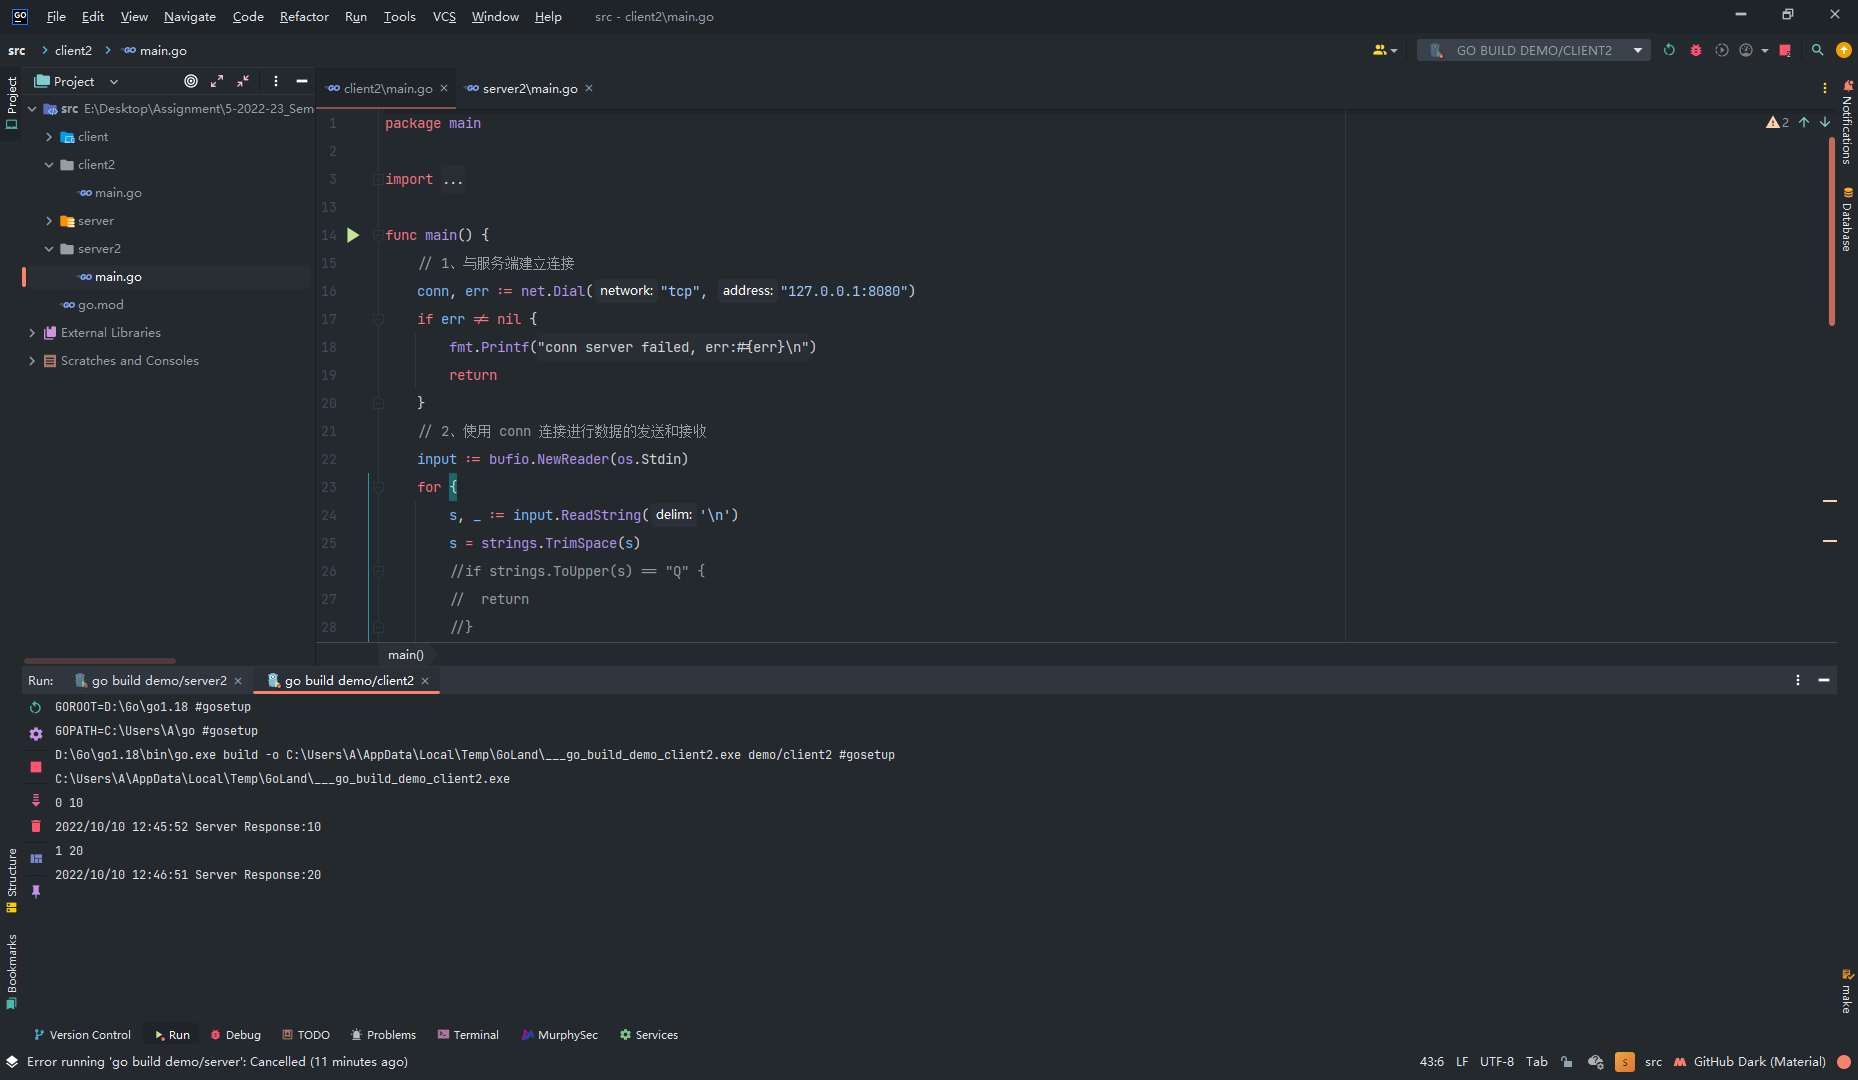 GO File Edit View Navigate Code Refactor Run Tools VCS Window Help src - client2\main.go
src client2 main.go
GO BUILD DEMO/CLIENT2
Project
Project
src E:\Desktop\Assignment\5-2022-23_Sem
client
client2
main.go
server
server2
main.go
go.mod
External Libraries
Scratches and Consoles
client2\main.go server2\main.go
1 package main
2
3 import ...
13
14 func main() {
15 // 1、与服务端建立连接
16 conn, err := net.Dial( network: "tcp", address: "127.0.0.1:8080")
17 if err != nil {
18 fmt.Printf("conn server failed, err:#{err}\n")
19 return
20 }
21 // 2、使用 conn 连接进行数据的发送和接收
22 input := bufio.NewReader(os.Stdin)
23 for {
24 s, _ := input.ReadString( delim: '\n')
25 s = strings.TrimSpace(s)
26 //if strings.ToUpper(s) == "Q" {
27 // return
28 //}
2
main()
Notifications
Database
make
Run: go build demo/server2 go build demo/client2
GOROOT=D:\Go\go1.18 #gosetup
GOPATH=C:\Users\A\go #gosetup
D:\Go\go1.18\bin\go.exe build -o C:\Users\A\AppData\Local\Temp\GoLand\___go_build_demo_client2.exe demo/client2 #gosetup
C:\Users\A\AppData\Local\Temp\GoLand\___go_build_demo_client2.exe
0 10
2022/10/10 12:45:52 Server Response:10
1 20
2022/10/10 12:46:51 Server Response:20
Structure
Bookmarks
Version Control Run Debug TODO Problems Terminal MurphySec Services
Error running 'go build demo/server': Cancelled (11 minutes ago)
43:6 LF UTF-8 Tab S src GitHub Dark (Material)